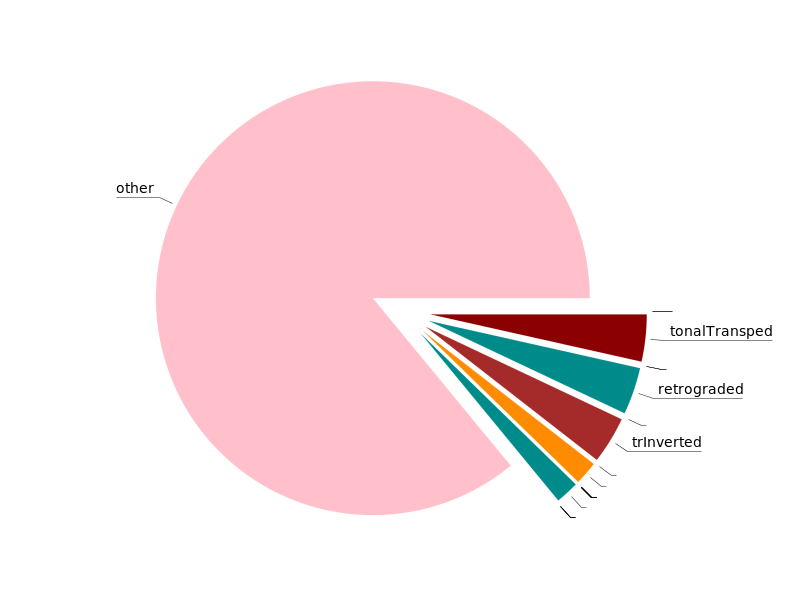 other
tonalTransped
retrograded
trInverted